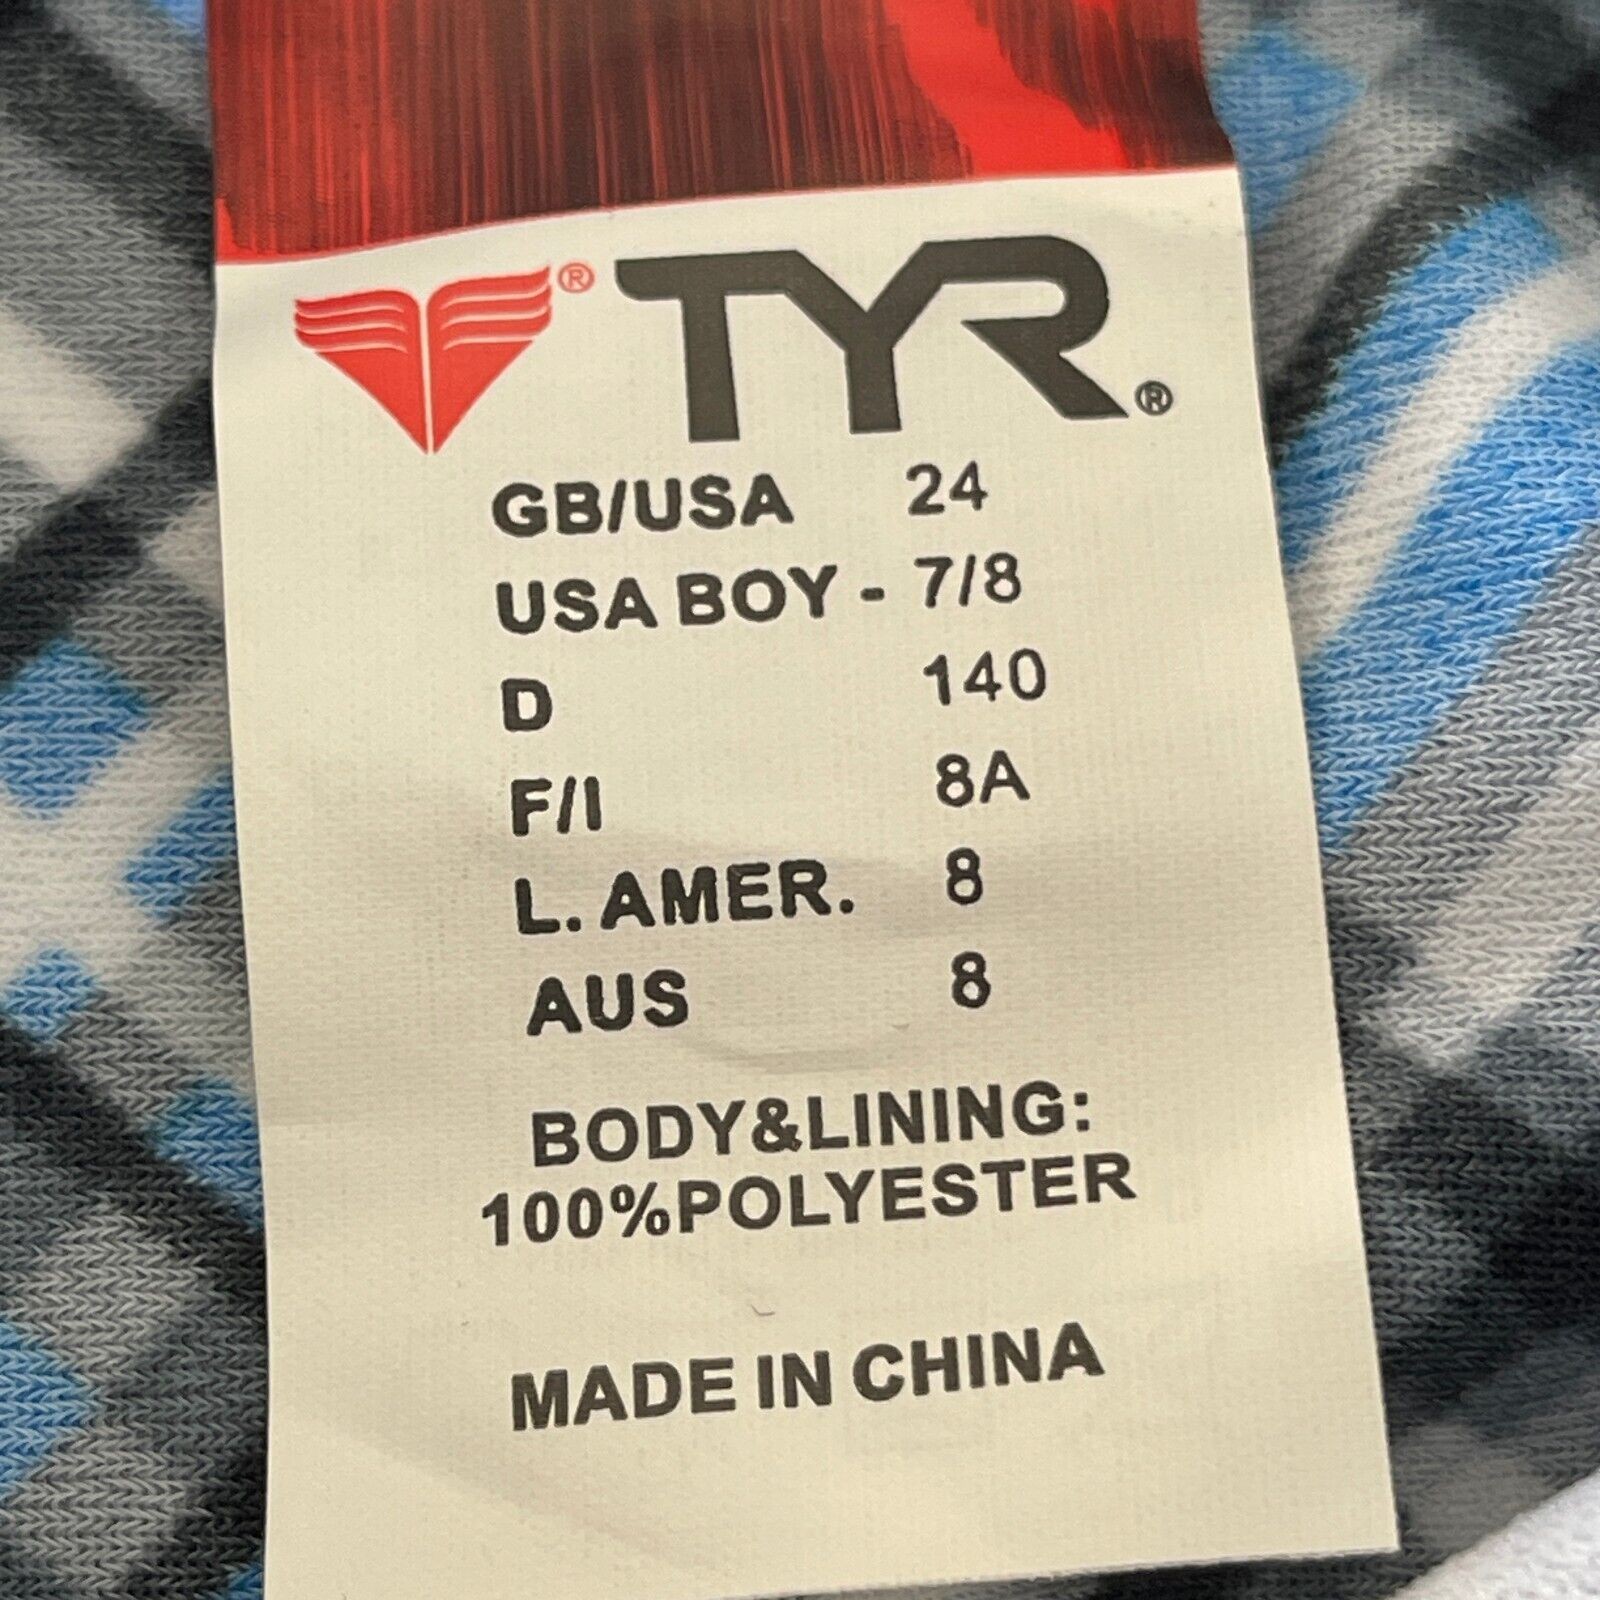 ® TYR®
GB/USA 24
USA BOY - 7/8
D 140
F/I 8A
L. AMER. 8
AUS 8
BODY&LINING:
100%POLYESTER
MADE IN CHINA